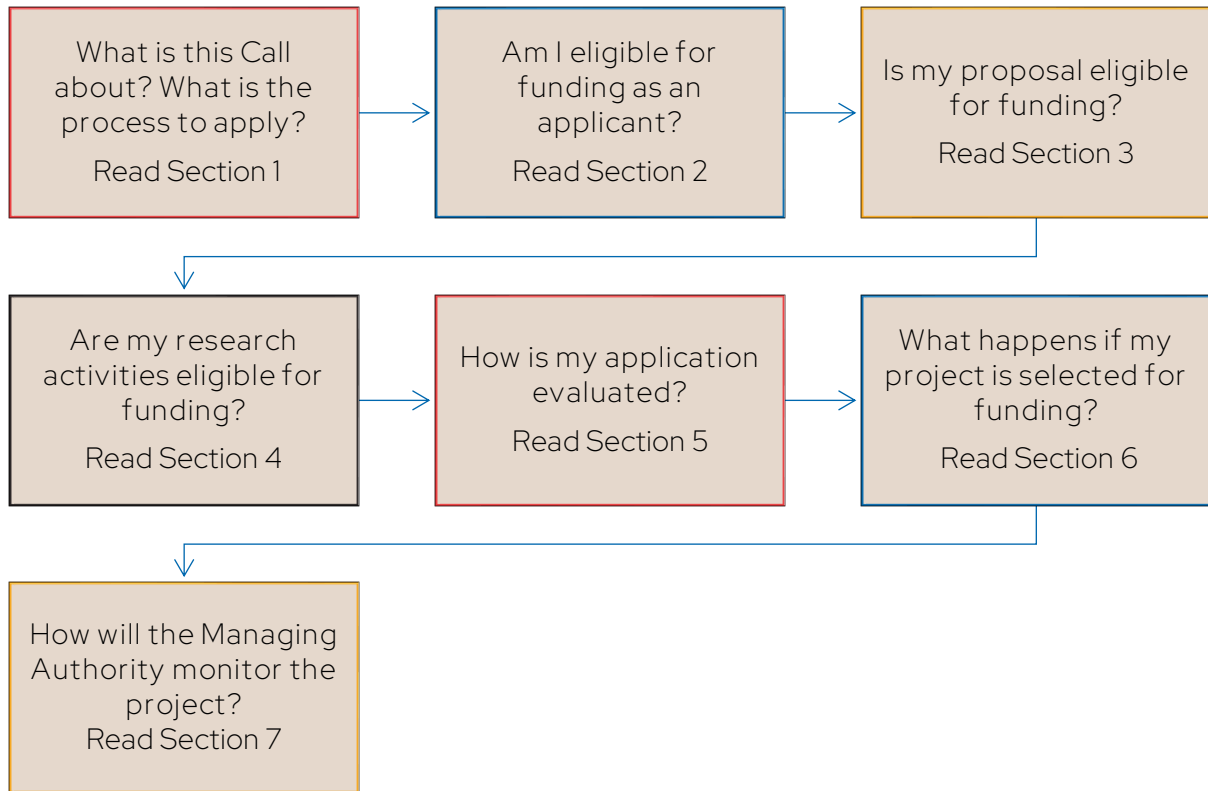 What is this Call
about? What is the
process to apply?
Read Section 1
Am I eligible for
funding as an
applicant?
Read Section 2
Is my proposal eligible
for funding?
Read Section 3
Are my research
activities eligible for
funding?
Read Section 4
How is my application
evaluated?
Read Section 5
What happens if my
project is selected for
funding?
Read Section 6
How will the Managing
Authority monitor the
project?
Read Section 7